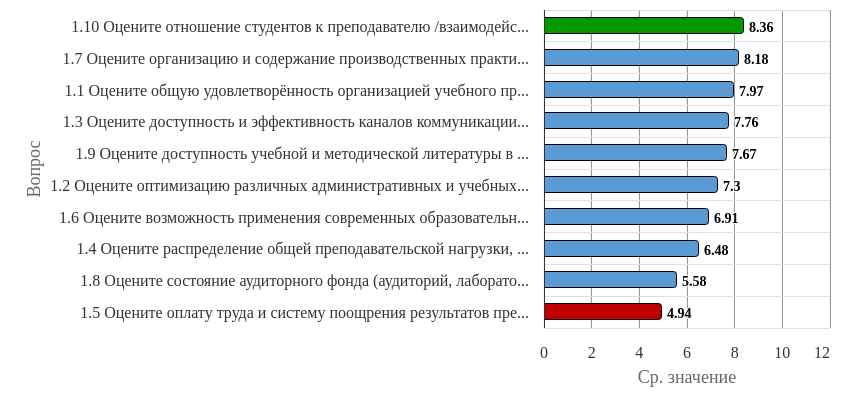 1.10 Оцените отношение студентов к преподавателю /взаимодейс... 8.36
1.7 Оцените организацию и содержание производственных практи... 8.18
1.1 Оцените общую удовлетворённость организацией учебного пр... 7.97
1.3 Оцените доступность и эффективность каналов коммуникации... 7.76
1.9 Оцените доступность учебной и методической литературы в ... 7.67
Вопрос
1.2 Оцените оптимизацию различных административных и учебных... 7.3
1.6 Оцените возможность применения современных образовательн... 6.91
1.4 Оцените распределение общей преподавательской нагрузки, ... 6.48
1.8 Оцените состояние аудиторного фонда (аудиторий, лаборато... 5.58
1.5 Оцените оплату труда и систему поощрения результатов пре... 4.94
0 2 4 6 8 10 12
Ср. значение